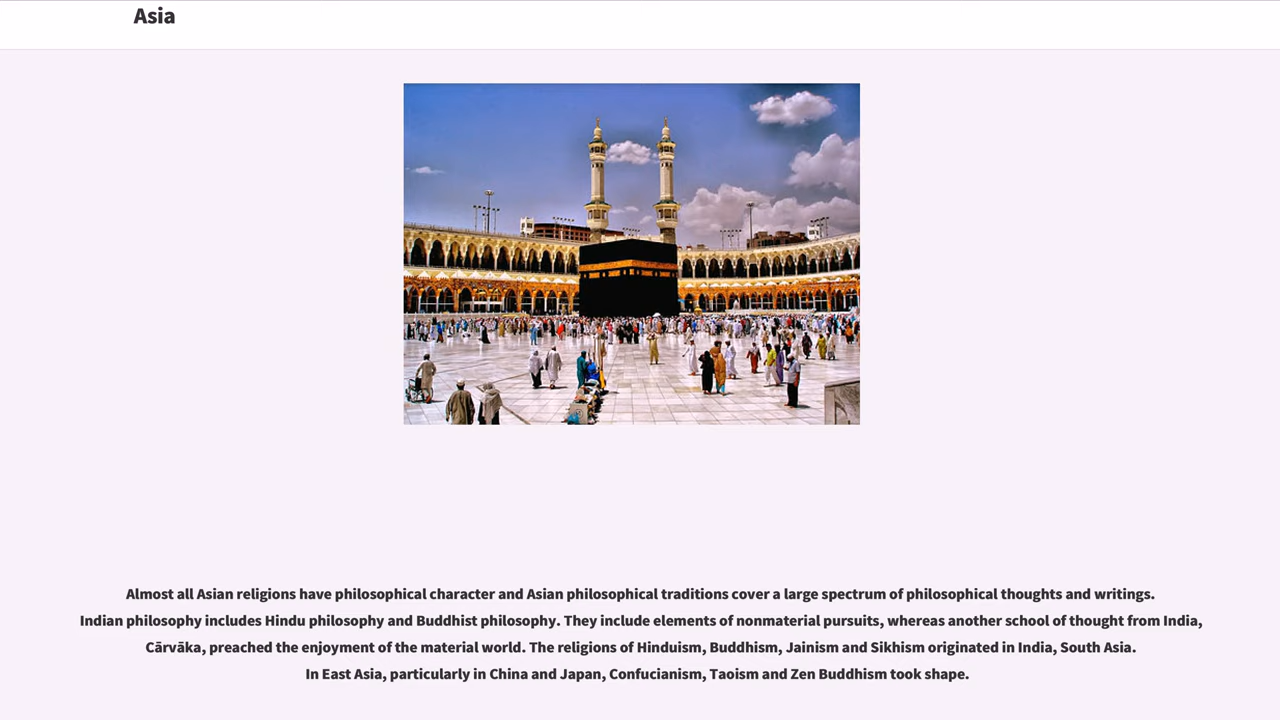 Asia
Almost all Asian religions have philosophical character and Asian philosophical traditions cover a large spectrum of philosophical thoughts and writings.
Indian philosophy includes Hindu philosophy and Buddhist philosophy. They include elements of nonmaterial pursuits, whereas another school of thought from India,
Cārvāka, preached the enjoyment of the material world. The religions of Hinduism, Buddhism, Jainism and Sikhism originated in India, South Asia.
In East Asia, particularly in China and Japan, Confucianism, Taoism and Zen Buddhism took shape.